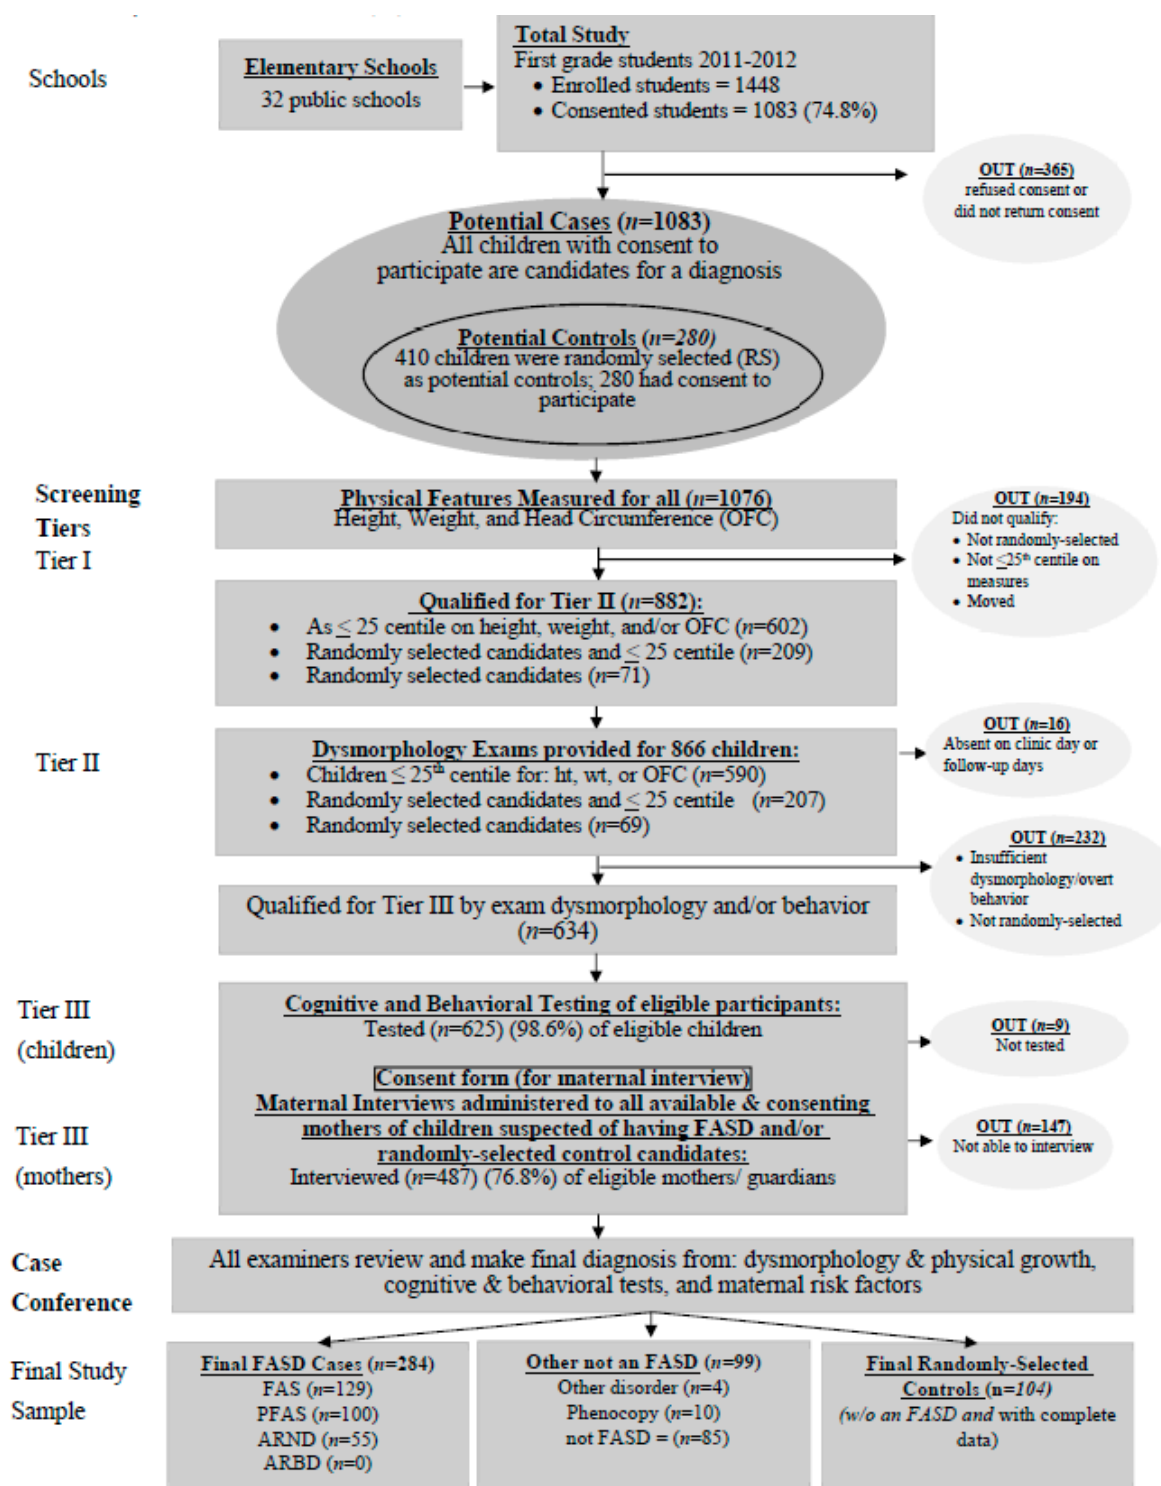 Schools
Elementary Schools
32 public schools
Total Study
First grade students 2011-2012
• Enrolled students = 1448
• Consented students = 1083 (74.8%)
OUT (n=365)
refused consent or
did not return consent
Potential Cases (n=1083)
All children with consent to
participate are candidates for a diagnosis
Potential Controls (n=280)
410 children were randomly selected (RS)
as potential controls; 280 had consent to
participate
Screening
Tiers
Tier I
Physical Features Measured for all (n=1076)
Height, Weight, and Head Circumference (OFC)
OUT (n=194)
Did not qualify:
• Not randomly-selected
• Not ≤25th centile on
measures
• Moved
Qualified for Tier II (n=882):
• As ≤ 25 centile on height, weight, and/or OFC (n=602)
• Randomly selected candidates and ≤ 25 centile (n=209)
• Randomly selected candidates (n=71)
Tier II
Dysmorphology Exams provided for 866 children:
• Children ≤ 25th centile for: ht, wt, or OFC (n=590)
• Randomly selected candidates and ≤ 25 centile (n=207)
• Randomly selected candidates (n=69)
OUT (n=16)
Absent on clinic day or
follow-up days
OUT (n=232)
• Insufficient
dysmorphology/overt
behavior
• Not randomly-selected
Qualified for Tier III by exam dysmorphology and/or behavior
(n=634)
Tier III
(children)
Cognitive and Behavioral Testing of eligible participants:
Tested (n=625) (98.6%) of eligible children
OUT (n=9)
Not tested
Tier III
(mothers)
Consent form (for maternal interview)
Maternal Interviews administered to all available & consenting
mothers of children suspected of having FASD and/or
randomly-selected control candidates:
Interviewed (n=487) (76.8%) of eligible mothers/ guardians
OUT (n=147)
Not able to interview
Case
Conference
All examiners review and make final diagnosis from: dysmorphology & physical growth,
cognitive & behavioral tests, and maternal risk factors
Final Study
Sample
Final FASD Cases (n=284)
FAS (n=129)
PFAS (n=100)
ARND (n=55)
ARBD (n=0)
Other not an FASD (n=99)
Other disorder (n=4)
Phenocopy (n=10)
not FASD = (n=85)
Final Randomly-Selected
Controls (n=104)
(w/o an FASD and with complete
data)